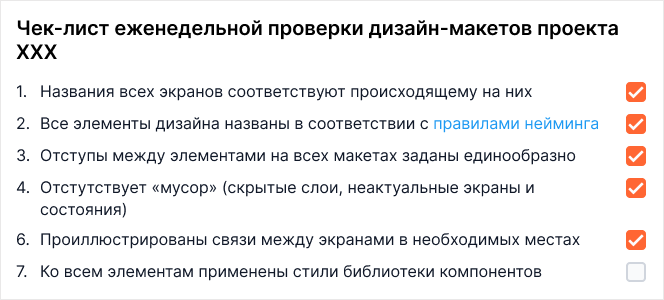 Чек-лист еженедельной проверки дизайн-макетов проекта
XXX
1. Названия всех экранов соответствуют происходящему на них
2. Все элементы дизайна названы в соответствии с правилами нейминга
3. Отступы между элементами на всех макетах заданы единообразно
4. Отстутствует «мусор» (скрытые слои, неактуальные экраны и
состояния)
6. Проиллюстрированы связи между экранами в необходимых местах
7. Ко всем элементам применены стили библиотеки компонентов